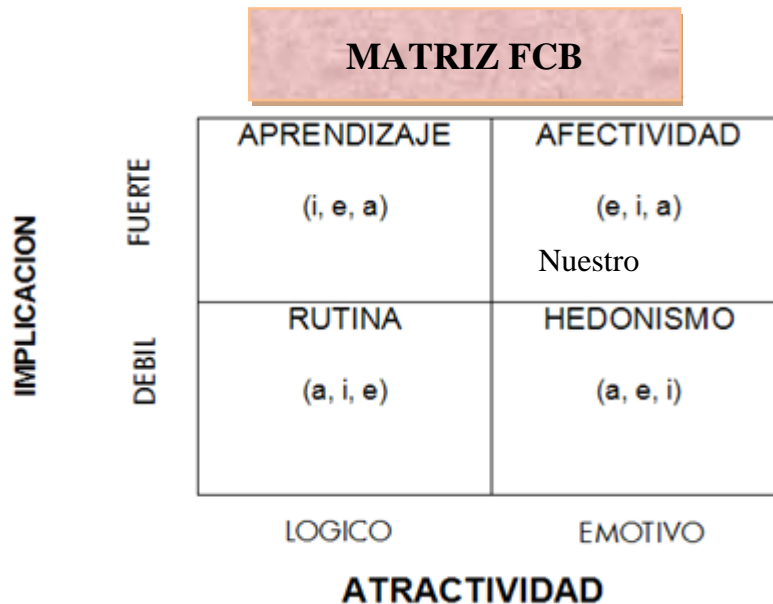 MATRIZ FCB
APRENDIZAJE
(i, e, a)
AFECTIVIDAD
(e, i, a)
Nuestro
RUTINA
(a, i, e)
HEDONISMO
(a, e, i)
IMPLICACION
FUERTE
DEBIL
LOGICO
EMOTIVO
ATRACTIVIDAD